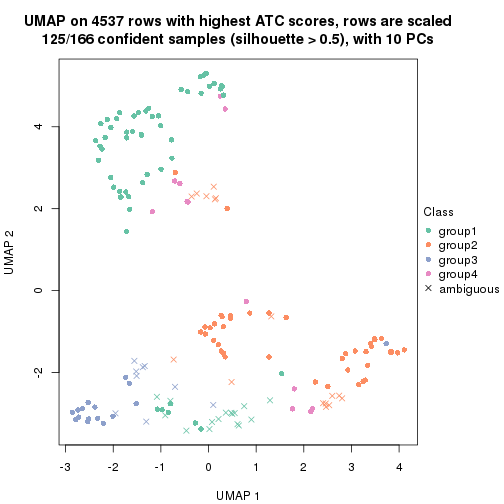 UMAP on 4537 rows with highest ATC scores, rows are scaled
125/166 confident samples (silhouette > 0.5), with 10 PCs
4
2
0
-2
UMAP 2
-3
-2
-1
0
1
2
3
4
UMAP 1
Class
group1
group2
group3
group4
ambiguous